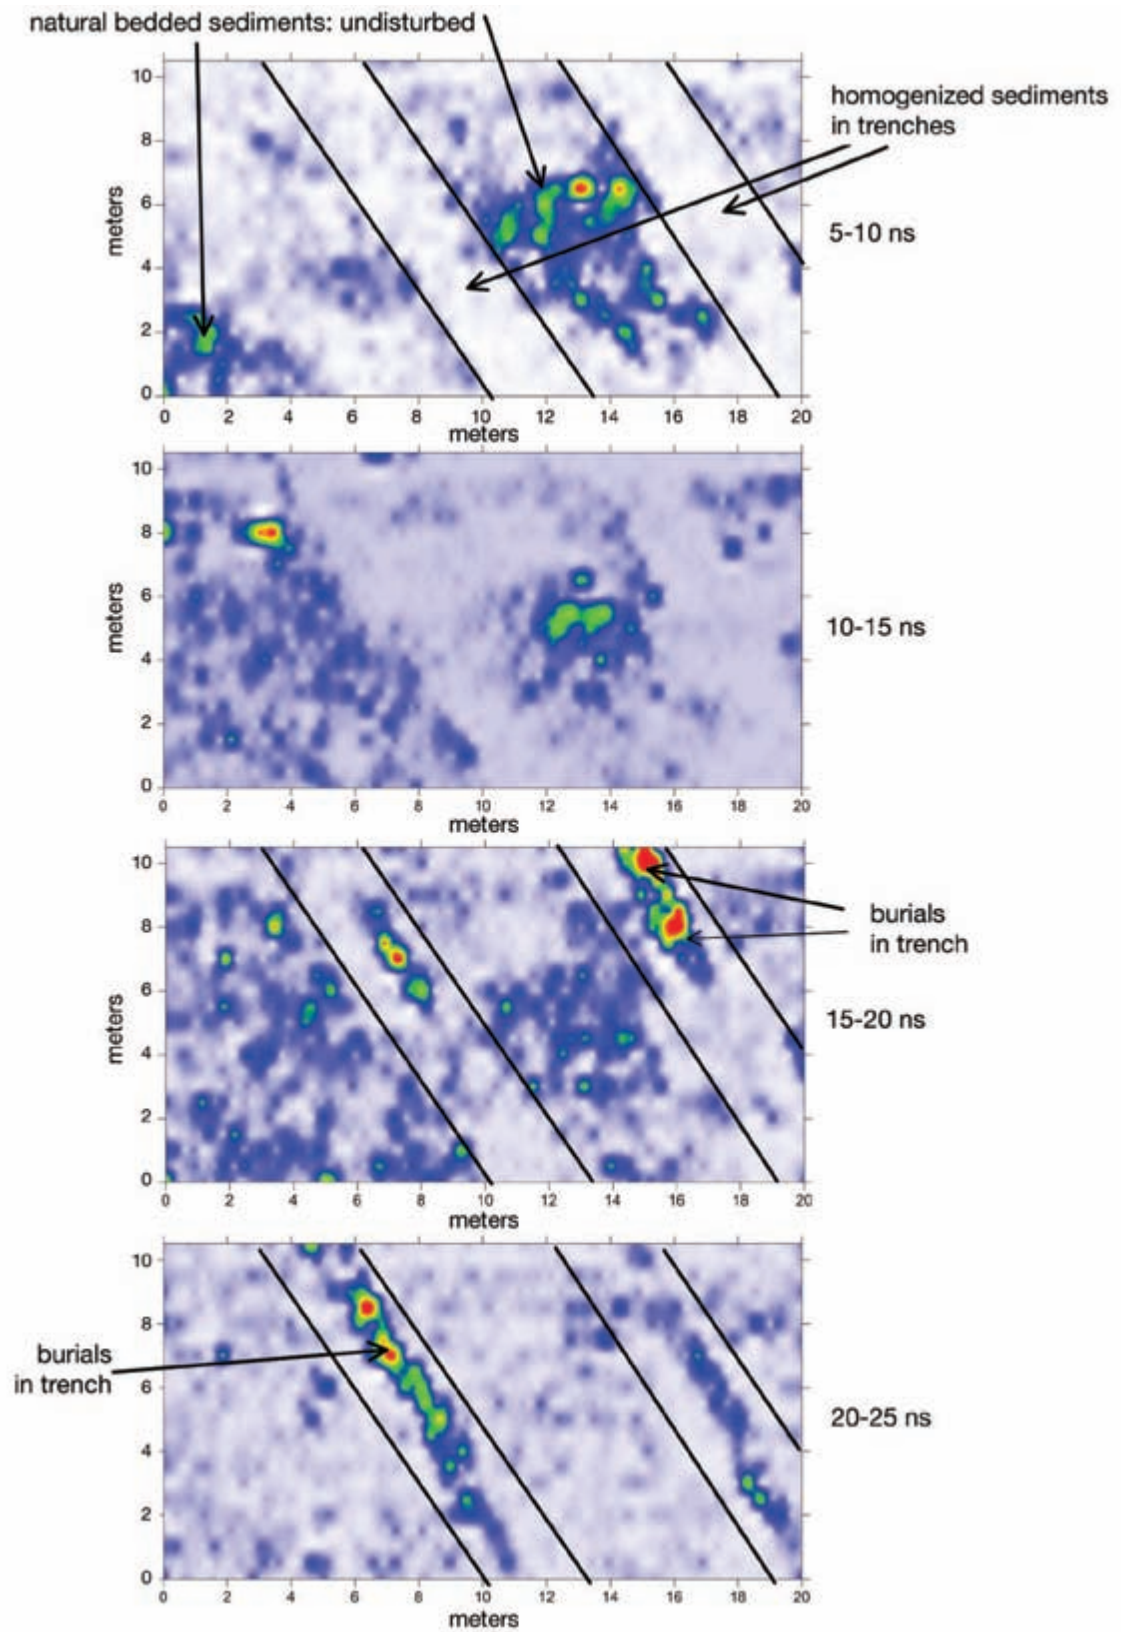 natural bedded sediments: undisturbed
homogenized sediments
in trenches
10
8
6
4
2
0
meters
0 2 4 6 8 10 12 14 16 18 20
meters
5-10 ns
10
8
6
4
2
0
meters
0 2 4 6 8 10 12 14 16 18 20
meters
10-15 ns
10
8
6
4
2
0
meters
0 2 4 6 8 10 12 14 16 18 20
meters
burials
in trench
15-20 ns
10
8
6
4
2
0
meters
0 2 4 6 8 10 12 14 16 18 20
meters
burials
in trench
20-25 ns